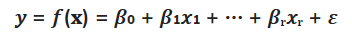 y = f(x) = β₀ + β₁x₁ + ⋯ + βᵣxᵣ + ε